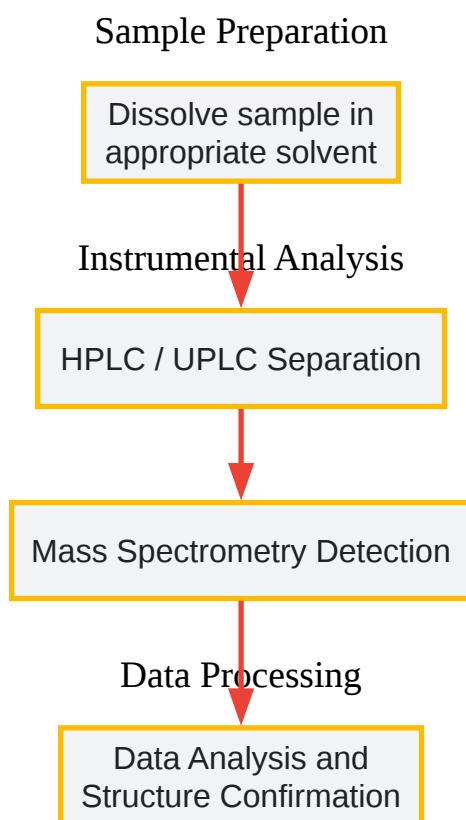 Sample Preparation
Dissolve sample in
appropriate solvent
Instrumental Analysis
HPLC / UPLC Separation
Mass Spectrometry Detection
Data Processing
Data Analysis and
Structure Confirmation